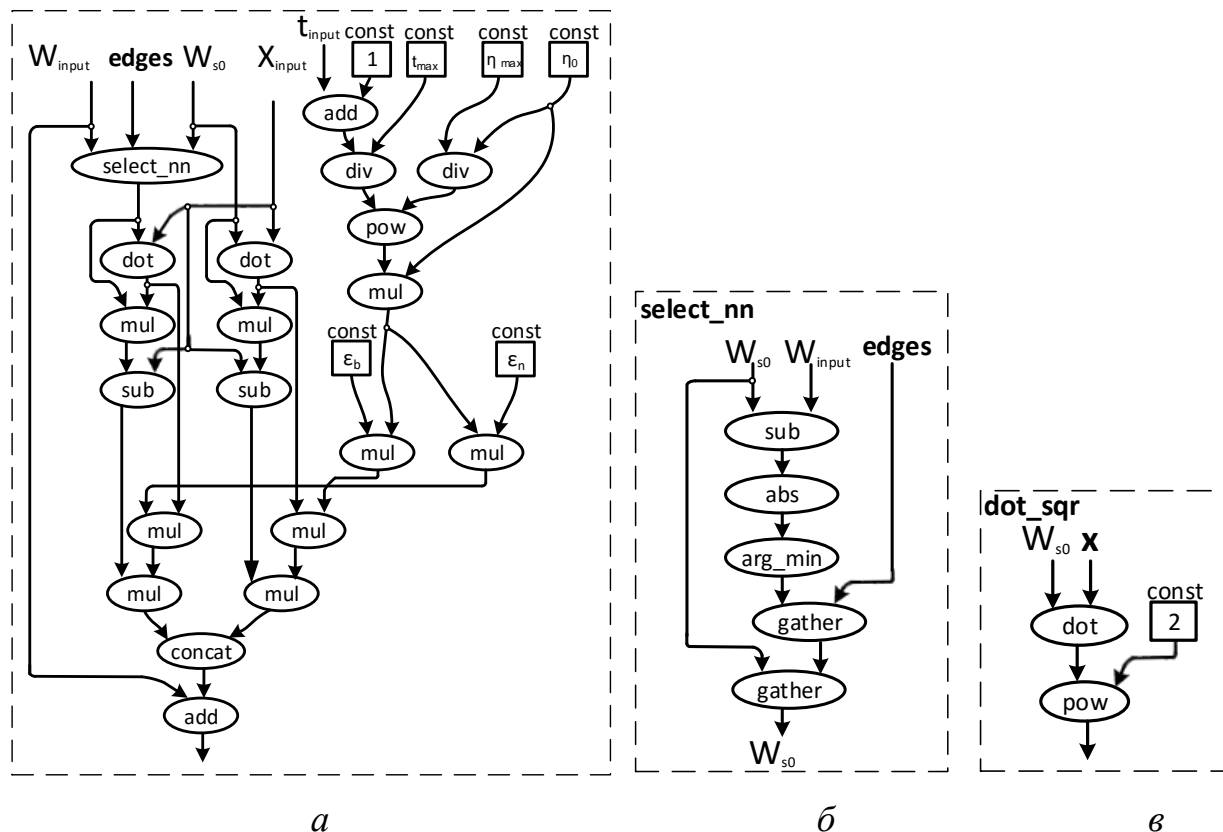 t_input const const const const
W_input edges W_s0 X_input 1 t_max η_max η_0
add
select_nn div div
pow
dot dot
mul
mul mul
const const
ε_b ε_n
sub sub
mul mul
mul mul
mul mul
concat
add
а
select_nn
W_s0 W_input edges
sub
abs
arg_min
gather
gather
W_s0
б
dot_sqr
W_s0 x
const
dot 2
pow
в